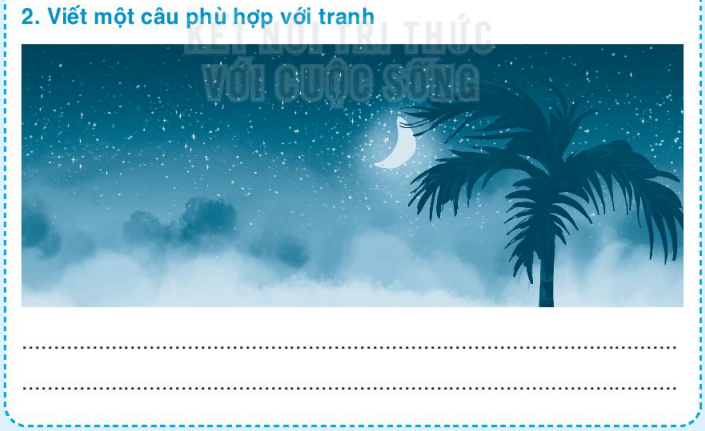 2. Viết một câu phù hợp với tranh
KẾT NỐI TRI THỨC
VỚI CUỘC SỐNG